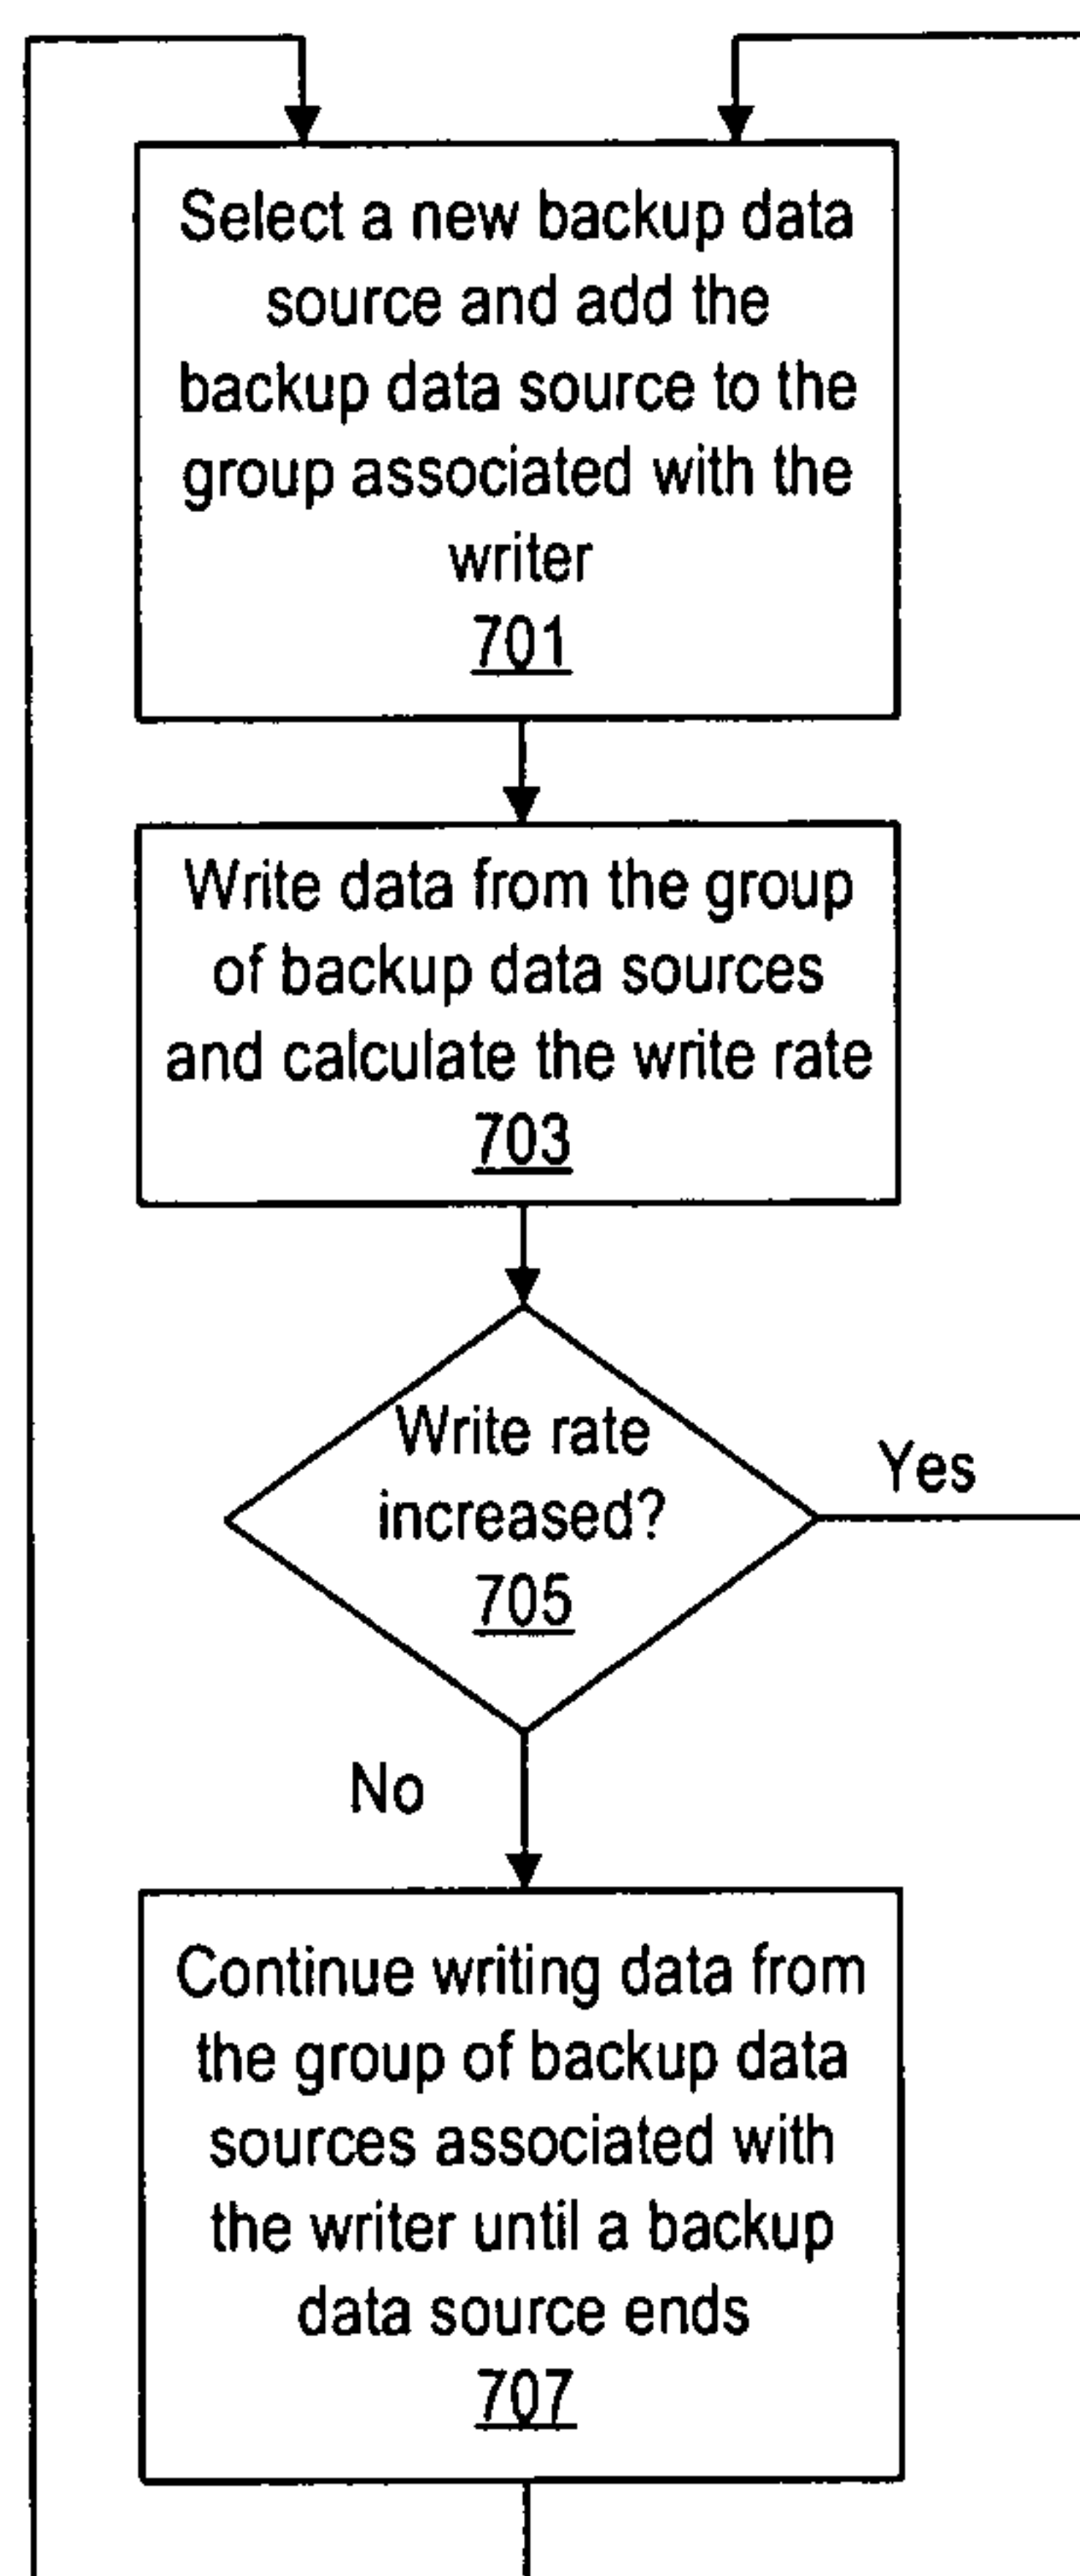 Select a new backup data
source and add the
backup data source to the
group associated with the
writer
701
Write data from the group
of backup data sources
and calculate the write rate
703
Write rate
increased?
705
Yes
No
Continue writing data from
the group of backup data
sources associated with
the writer until a backup
data source ends
707